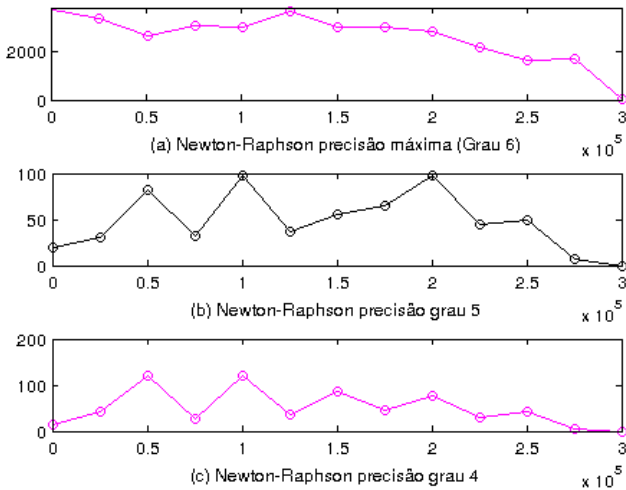 2000
0
0 0.5 1 1.5 2 2.5 3
(a) Newton-Raphson precisão máxima (Grau 6) x 10^5
100
50
0
0 0.5 1 1.5 2 2.5 3
(b) Newton-Raphson precisão grau 5 x 10^5
200
100
0
0 0.5 1 1.5 2 2.5 3
(c) Newton-Raphson precisão grau 4 x 10^5